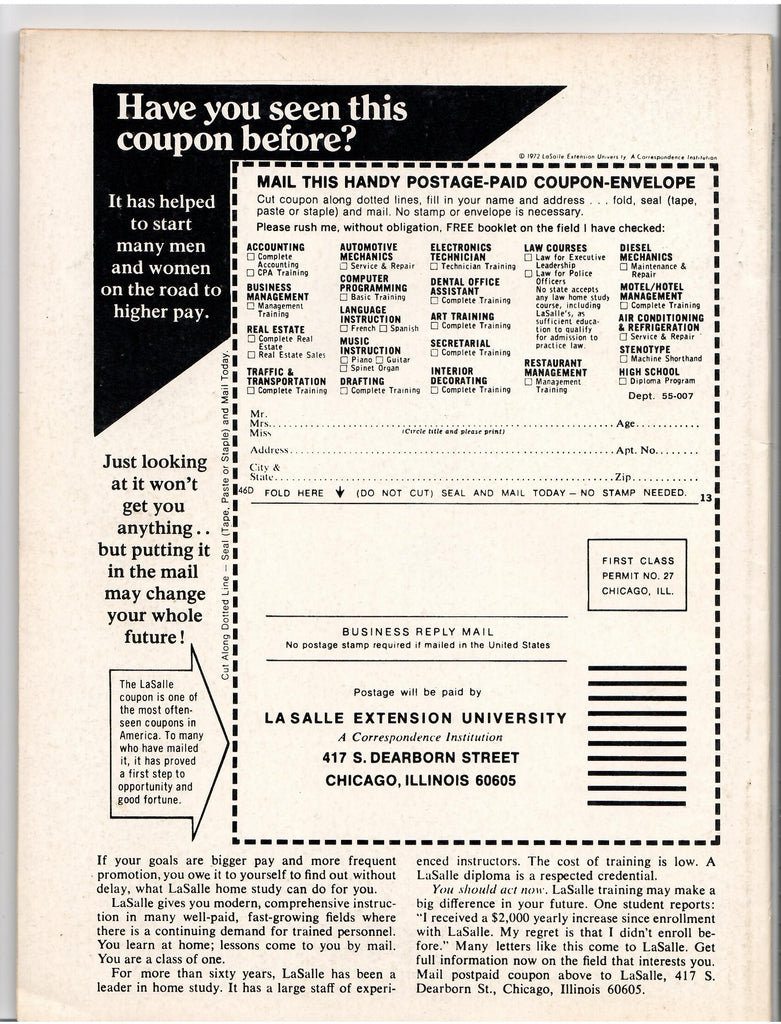 Have you seen this
coupon before?
It has helped
to start
many men
and women
on the road to
higher pay.
© 1972 LaSalle Extension University A Correspondence Institution
MAIL THIS HANDY POSTAGE-PAID COUPON-ENVELOPE
Cut coupon along dotted lines, fill in your name and address . . . fold, seal (tape,
paste or staple) and mail. No stamp or envelope is necessary.
Please rush me, without obligation, FREE booklet on the field I have checked:
ACCOUNTING
☐ Complete
Accounting
☐ CPA Training
BUSINESS
MANAGEMENT
☐ Management
Training
REAL ESTATE
☐ Complete Real
Estate
☐ Real Estate Sales
TRAFFIC &
TRANSPORTATION
☐ Complete Training
AUTOMOTIVE
MECHANICS
☐ Service & Repair
COMPUTER
PROGRAMMING
☐ Basic Training
LANGUAGE
INSTRUCTION
☐ French ☐ Spanish
MUSIC
INSTRUCTION
☐ Piano ☐ Guitar
☐ Spinet Organ
DRAFTING
☐ Complete Training
ELECTRONICS
TECHNICIAN
☐ Technician Training
DENTAL OFFICE
ASSISTANT
☐ Complete Training
ART TRAINING
☐ Complete Training
SECRETARIAL
☐ Complete Training
INTERIOR
DECORATING
☐ Complete Training
LAW COURSES
☐ Law for Executive
Leadership
☐ Law for Police
Officers
No state accepts
any law home study
course, including
LaSalle's, as
sufficient educa-
tion to qualify
for admission to
practice law.
RESTAURANT
MANAGEMENT
☐ Management
Training
DIESEL
MECHANICS
☐ Maintenance &
Repair
MOTEL/HOTEL
MANAGEMENT
☐ Complete Training
AIR CONDITIONING
& REFRIGERATION
☐ Service & Repair
STENOTYPE
☐ Machine Shorthand
HIGH SCHOOL
☐ Diploma Program
Dept. 55-007
Mr.
Mrs. Age
Miss (Circle title and please print)
Address Apt. No.
City &
State Zip
46D FOLD HERE ↓ (DO NOT CUT) SEAL AND MAIL TODAY — NO STAMP NEEDED. 13
Cut Along Dotted Line — Seal (Tape, Paste or Staple) and Mail Today.
Just looking
at it won't
get you
anything . .
but putting it
in the mail
may change
your whole
future!
The LaSalle
coupon is one of
the most often-
seen coupons in
America. To many
who have mailed
it, it has proved
a first step to
opportunity and
good fortune.
FIRST CLASS
PERMIT NO. 27
CHICAGO, ILL.
BUSINESS REPLY MAIL
No postage stamp required if mailed in the United States
Postage will be paid by
LA SALLE EXTENSION UNIVERSITY
A Correspondence Institution
417 S. DEARBORN STREET
CHICAGO, ILLINOIS 60605
If your goals are bigger pay and more frequent
promotion, you owe it to yourself to find out without
delay, what LaSalle home study can do for you.
LaSalle gives you modern, comprehensive instruc-
tion in many well-paid, fast-growing fields where
there is a continuing demand for trained personnel.
You learn at home; lessons come to you by mail.
You are a class of one.
For more than sixty years, LaSalle has been a
leader in home study. It has a large staff of experi-
enced instructors. The cost of training is low. A
LaSalle diploma is a respected credential.
You should act now. LaSalle training may make a
big difference in your future. One student reports:
"I received a $2,000 yearly increase since enrollment
with LaSalle. My regret is that I didn't enroll be-
fore." Many letters like this come to LaSalle. Get
full information now on the field that interests you.
Mail postpaid coupon above to LaSalle, 417 S.
Dearborn St., Chicago, Illinois 60605.